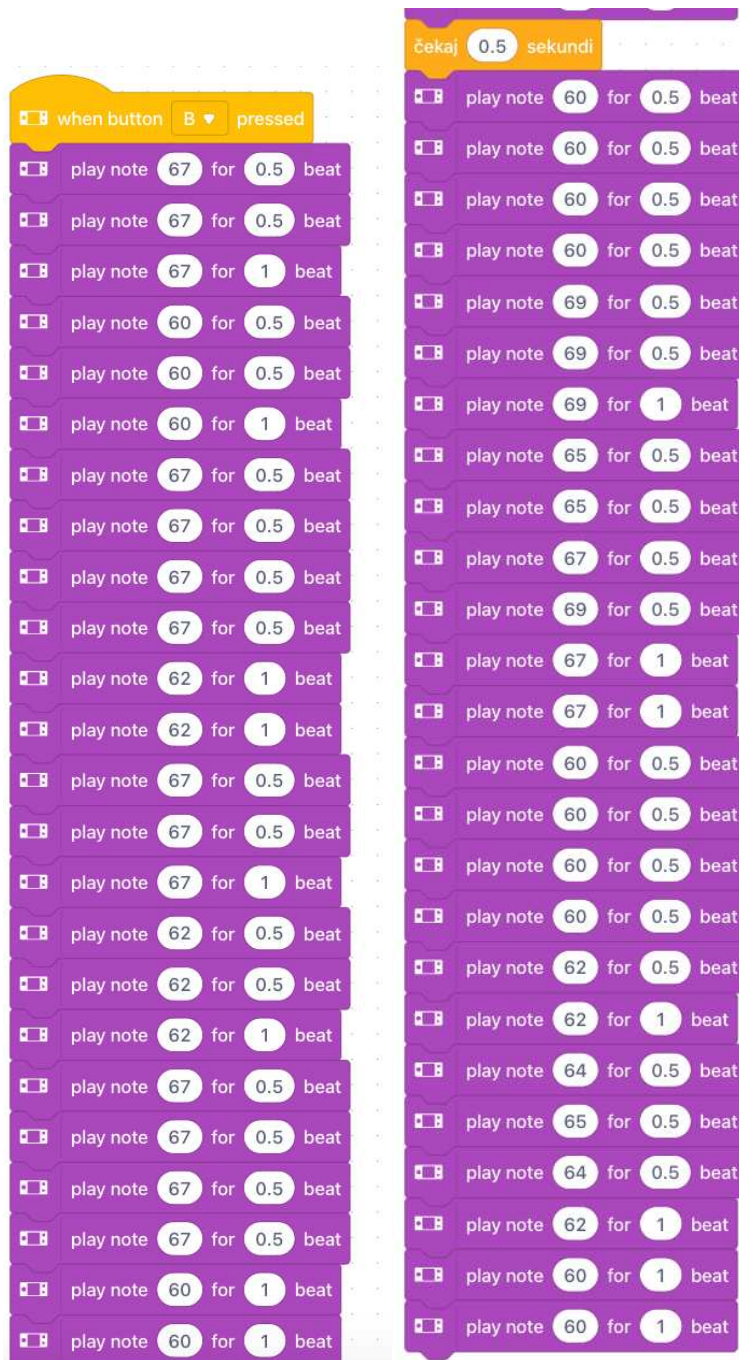 when button B pressed
play note 67 for 0.5 beat
play note 67 for 0.5 beat
play note 67 for 1 beat
play note 60 for 0.5 beat
play note 60 for 0.5 beat
play note 60 for 1 beat
play note 67 for 0.5 beat
play note 67 for 0.5 beat
play note 67 for 0.5 beat
play note 67 for 0.5 beat
play note 62 for 1 beat
play note 62 for 1 beat
play note 67 for 0.5 beat
play note 67 for 0.5 beat
play note 67 for 1 beat
play note 62 for 0.5 beat
play note 62 for 0.5 beat
play note 62 for 1 beat
play note 67 for 0.5 beat
play note 67 for 0.5 beat
play note 67 for 0.5 beat
play note 67 for 0.5 beat
play note 60 for 1 beat
play note 60 for 1 beat
čekaj 0.5 sekundi
play note 60 for 0.5 beat
play note 60 for 0.5 beat
play note 60 for 0.5 beat
play note 60 for 0.5 beat
play note 69 for 0.5 beat
play note 69 for 0.5 beat
play note 69 for 1 beat
play note 65 for 0.5 beat
play note 65 for 0.5 beat
play note 67 for 0.5 beat
play note 69 for 0.5 beat
play note 67 for 1 beat
play note 67 for 1 beat
play note 60 for 0.5 beat
play note 60 for 0.5 beat
play note 60 for 0.5 beat
play note 60 for 0.5 beat
play note 62 for 0.5 beat
play note 62 for 1 beat
play note 64 for 0.5 beat
play note 65 for 0.5 beat
play note 64 for 0.5 beat
play note 62 for 1 beat
play note 60 for 1 beat
play note 60 for 1 beat